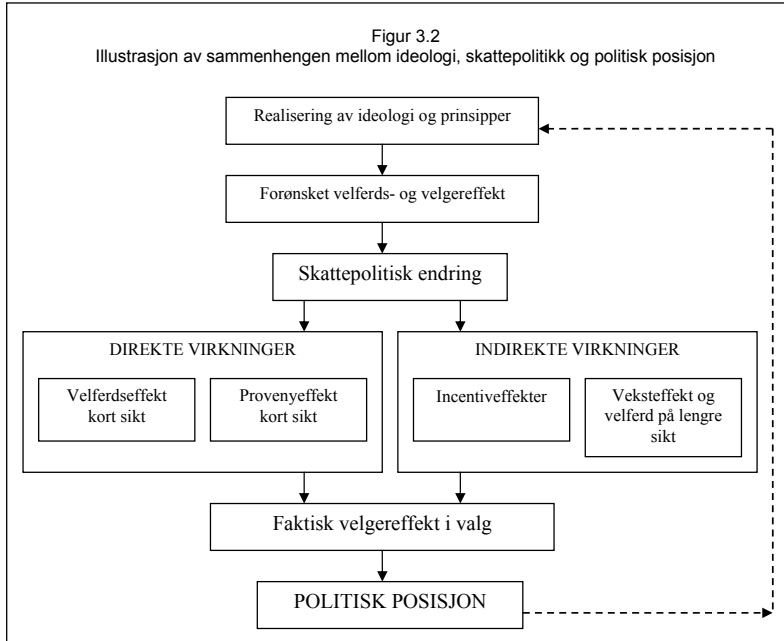 Figur 3.2
Illustrasjon av sammenhengen mellom ideologi, skattepolitikk og politisk posisjon
Realisering av ideologi og prinsipper
Forønsket velferds- og velgereffekt
Skattepolitisk endring
DIREKTE VIRKNINGER
Velferdseffekt
kort sikt
Provenyeffekt
kort sikt
INDIREKTE VIRKNINGER
Incentiveffekter
Veksteffekt og
velferd på lengre
sikt
Faktisk velgereffekt i valg
POLITISK POSISJON